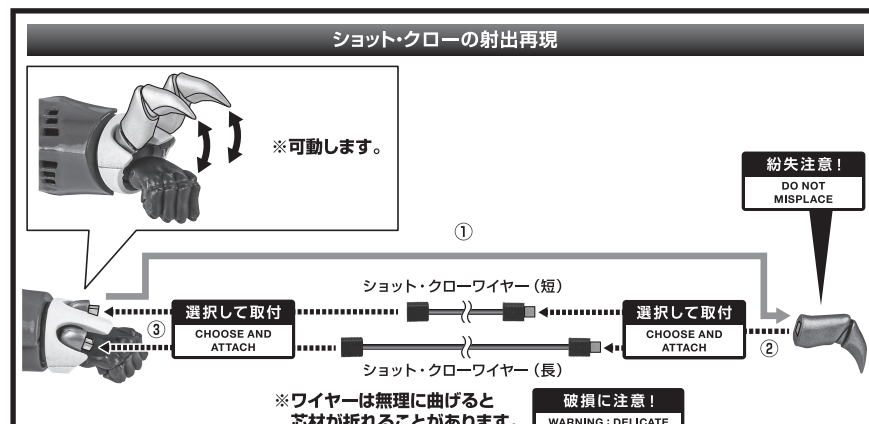 ショット・クローの射出再現
※可動します。
紛失注意!
DO NOT
MISPLACE
①
ショット・クローワイヤー(短)
選択して取付
CHOOSE AND
ATTACH
③
選択して取付
CHOOSE AND
ATTACH
②
ショット・クローワイヤー(長)
※ワイヤーは無理に曲げると
芯材が折れることがあります。
破損に注意!
WARNING : DELICATE